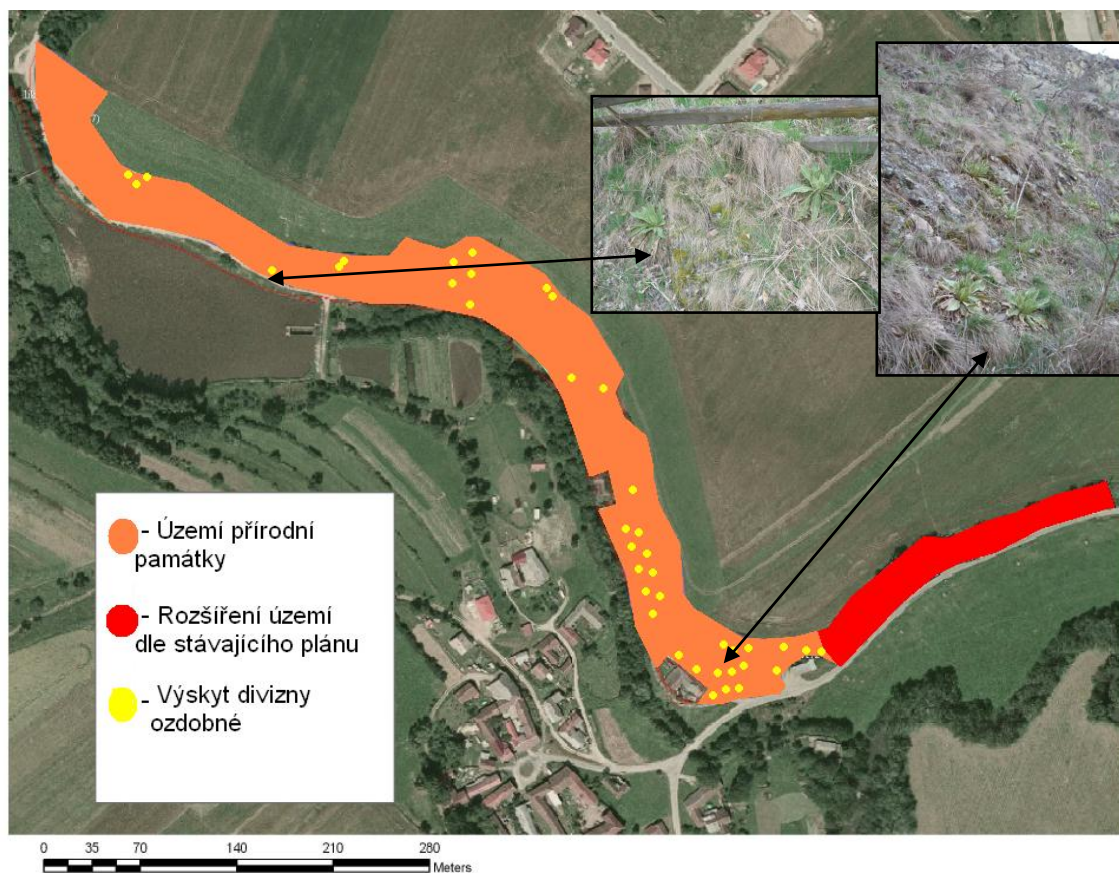 - Území přírodní
památky
- Rozšíření území
dle stávajícího plánu
- Výskyt divizny
ozdobné
0 35 70 140 210 280
Meters